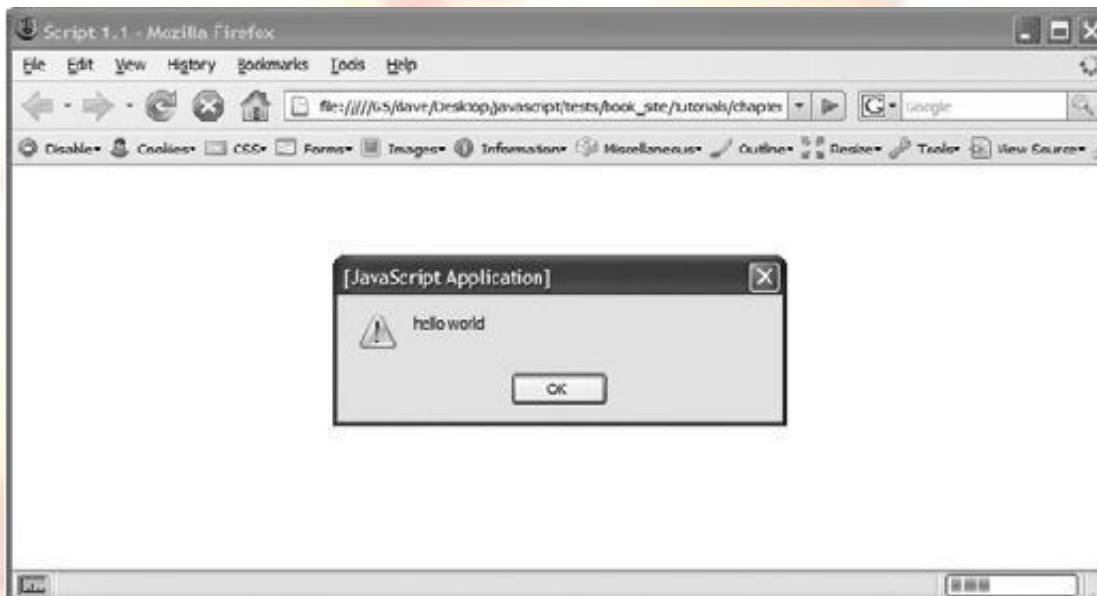 Script 1.1 - Mozilla Firefox
File Edit View History Bookmarks Tools Help
file://///G5/dave/Desktop/javascript/tests/book_site/tutorials/chapter G Google
Disable Cookies CSS Forms Images Information Miscellaneous Outline Resize Tools View Source
[JavaScript Application]
hello world
OK